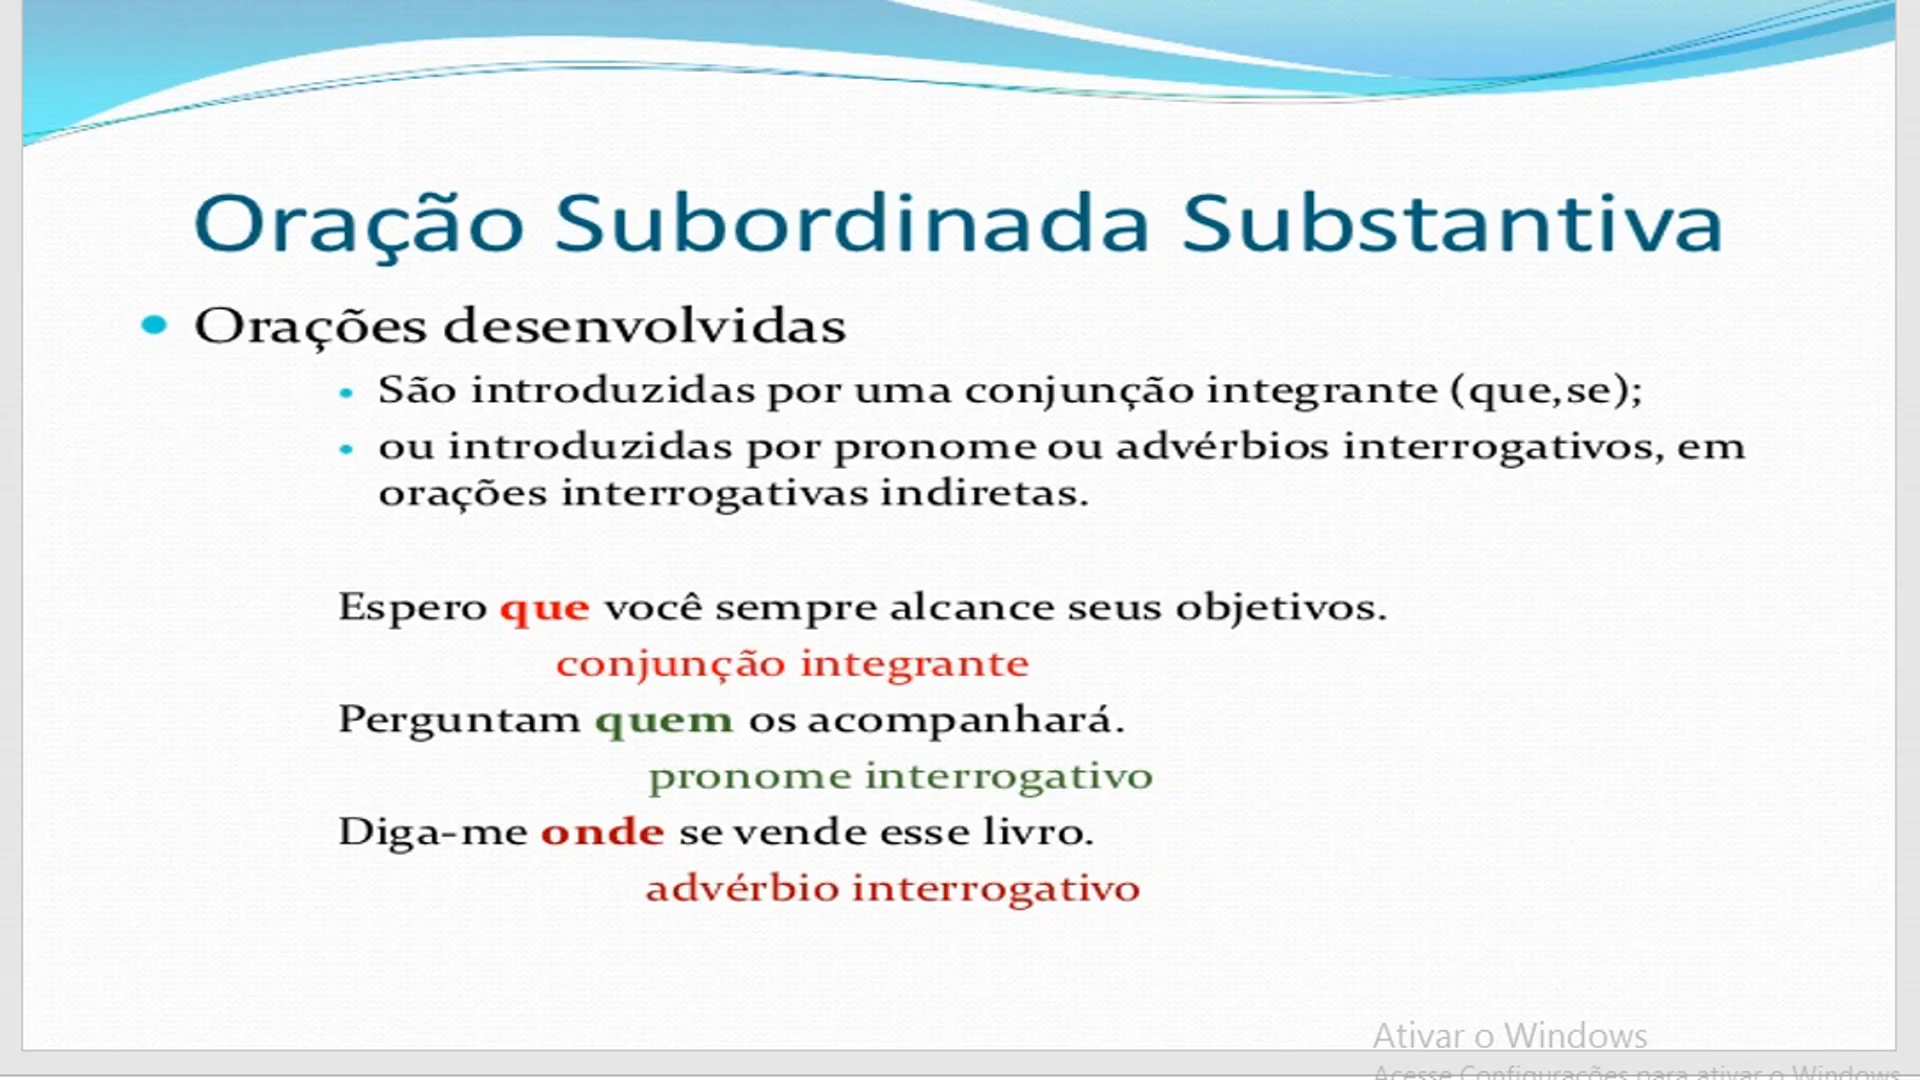 Oração Subordinada Substantiva
• Orações desenvolvidas
• São introduzidas por uma conjunção integrante (que,se);
• ou introduzidas por pronome ou advérbios interrogativos, em
orações interrogativas indiretas.
Espero que você sempre alcance seus objetivos.
conjunção integrante
Perguntam quem os acompanhará.
pronome interrogativo
Diga-me onde se vende esse livro.
advérbio interrogativo
Ativar o Windows
Acesse Configurações para ativar o Windows